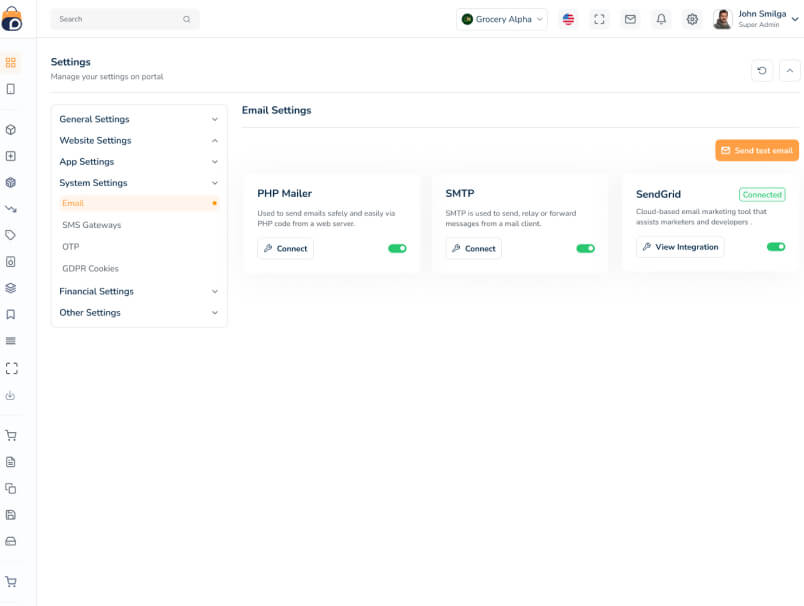 Search
Grocery Alpha
John Smilga
Super Admin
Settings
Manage your settings on portal
General Settings
Website Settings
App Settings
System Settings
Email
SMS Gateways
OTP
GDPR Cookies
Financial Settings
Other Settings
Email Settings
Send test email
PHP Mailer
Used to send emails safely and easily via
PHP code from a web server.
Connect
SMTP
SMTP is used to send, relay or forward
messages from a mail client.
Connect
SendGrid
Connected
Cloud-based email marketing tool that
assists marketers and developers .
View Integration